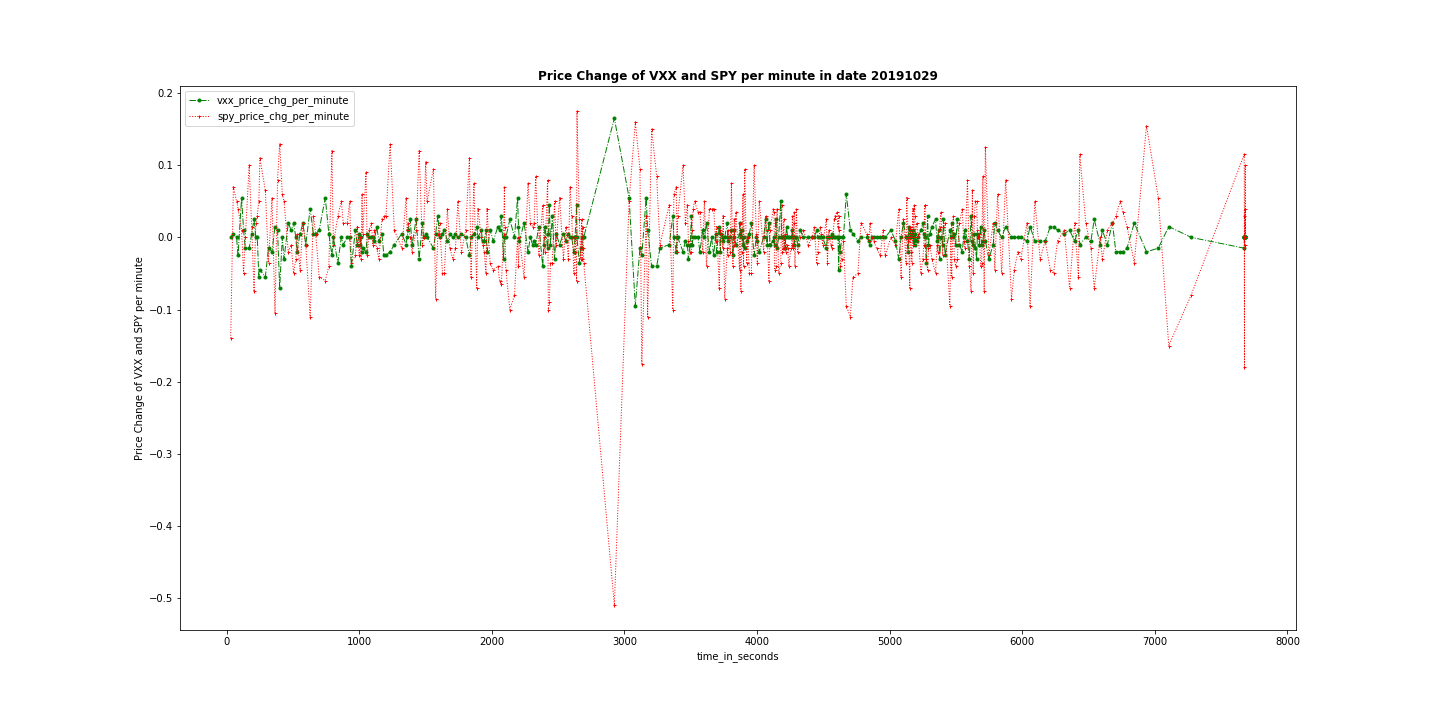 Price Change of VXX and SPY per minute in date 20191029
vxx_price_chg_per_minute
spy_price_chg_per_minute
Price Change of VXX and SPY per minute
0.2
0.1
0.0
−0.1
−0.2
−0.3
−0.4
−0.5
0 1000 2000 3000 4000 5000 6000 7000 8000
time_in_seconds